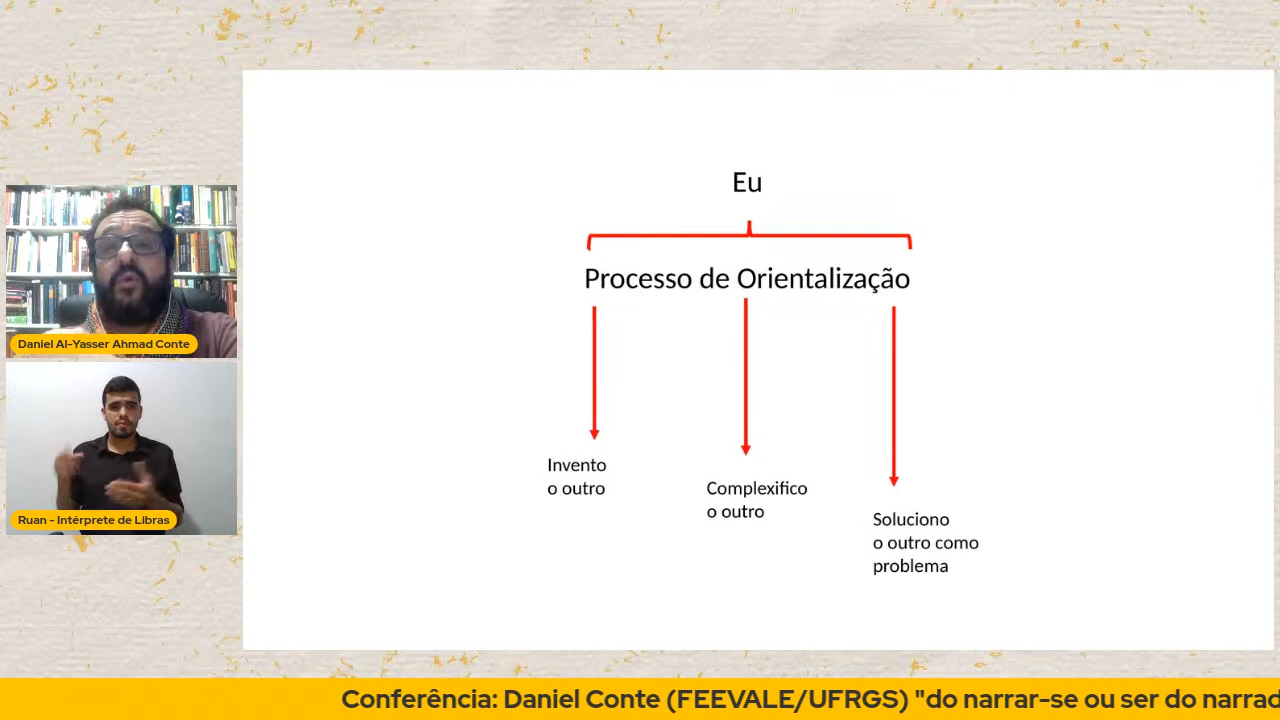 Eu
Processo de Orientalização
Invento
o outro
Complexifico
o outro
Soluciono
o outro como
problema
Daniel Al-Yasser Ahmad Conte
Ruan - Intérprete de Libras
Conferência: Daniel Conte (FEEVALE/UFRGS) "do narrar-se ou ser do narrad